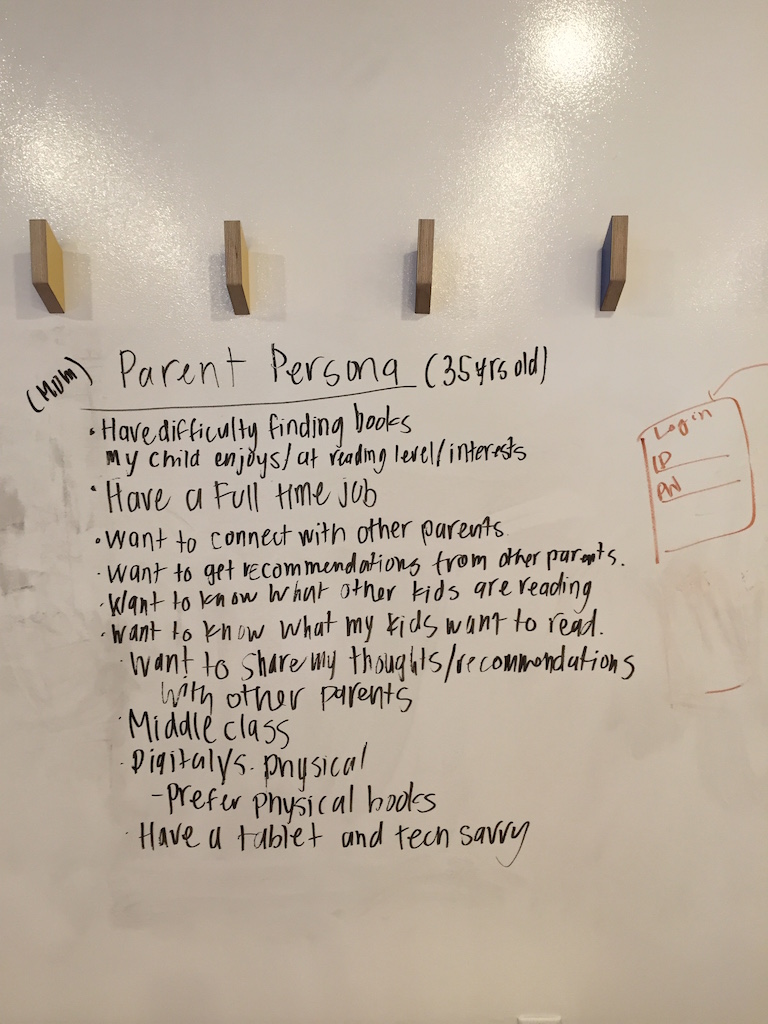 (MOM) Parent Persona (35 yrs old)
• Have difficulty finding books
my child enjoys/at reading level/interests
• Have a Full time job
• Want to connect with other parents
• Want to get recommendations from other parents.
• Want to know what other kids are reading
• Want to know what my kids want to read.
• Want to share my thoughts/recommendations
with other parents
• Middle class
• Digital vs. physical
- Prefer physical books
• Have a tablet and tech savvy
Login
ID
PW